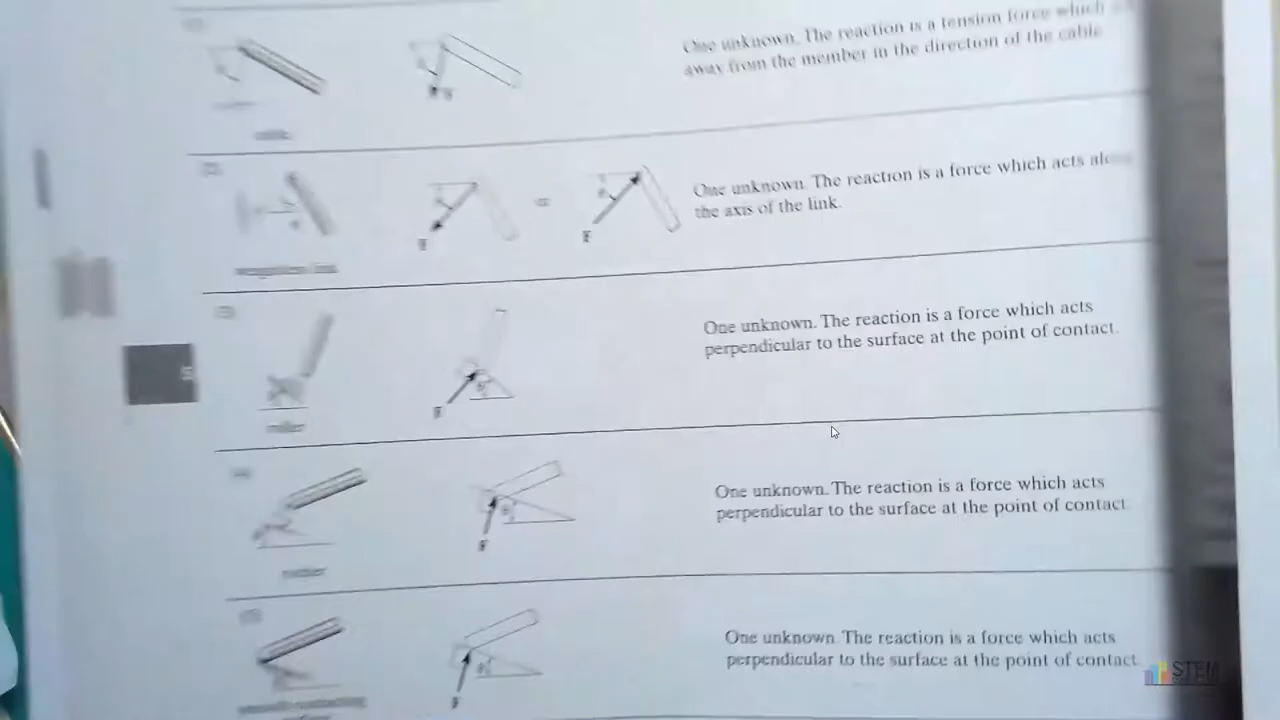 One unknown. The reaction is a tension force which
away from the member in the direction of the cable
One unknown. The reaction is a force which acts
the axis of the link.
F
F
weightless link
One unknown. The reaction is a force which acts
perpendicular to the surface at the point of contact.
F
roller
One unknown. The reaction is a force which acts
perpendicular to the surface at the point of contact
F
rocker
One unknown. The reaction is a force which acts
perpendicular to the surface at the point of contact
F
STEM